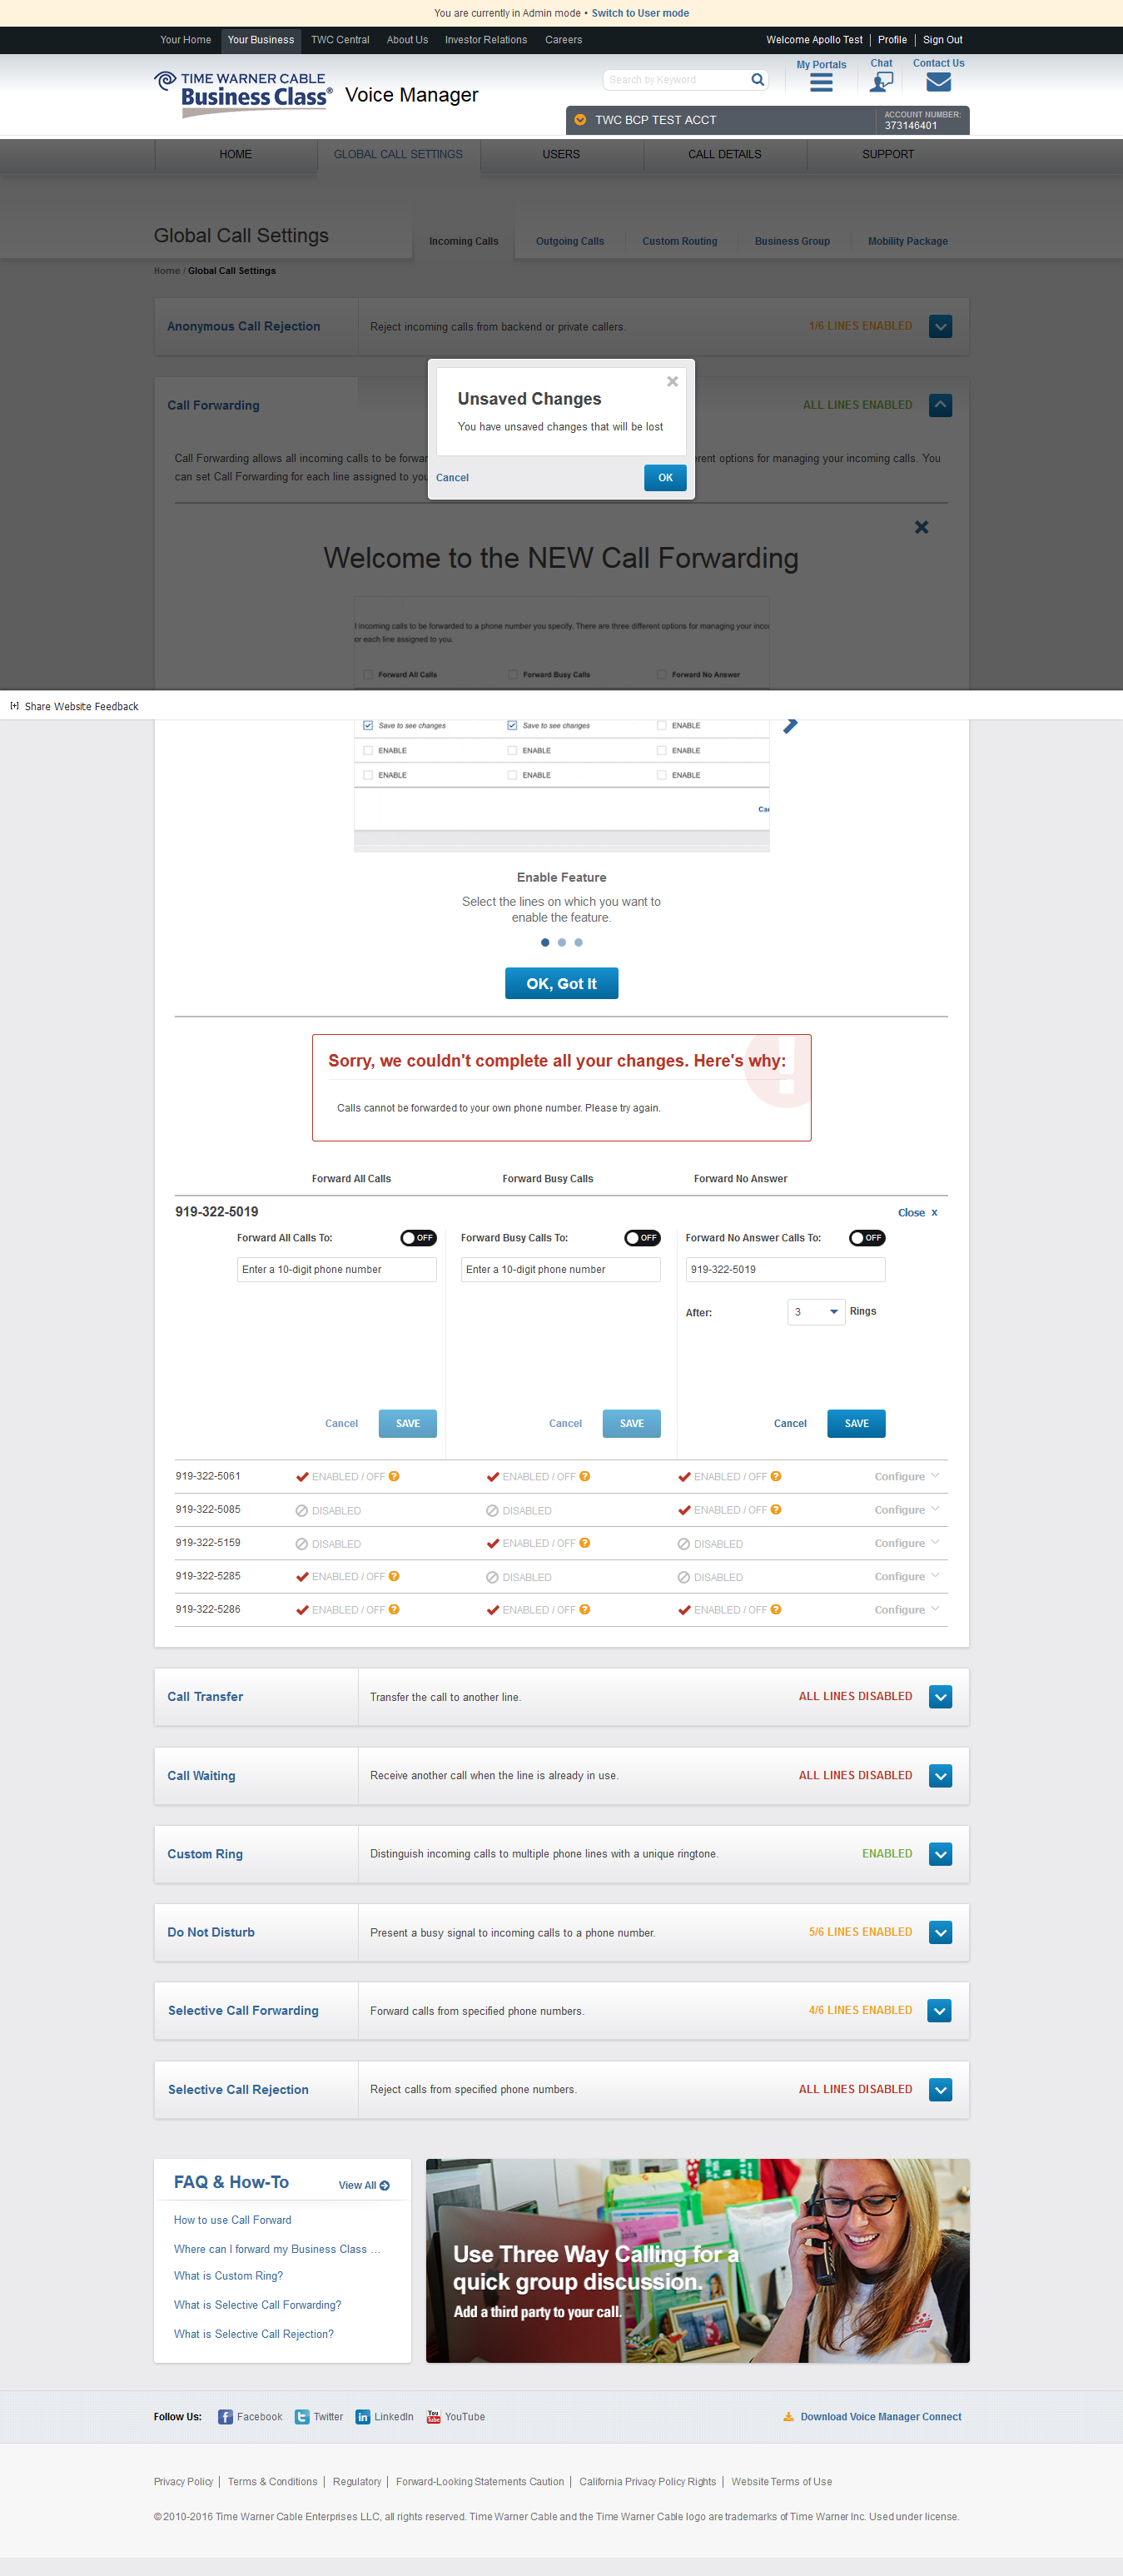 You are currently in Admin mode • Switch to User mode
Your Home Your Business TWC Central About Us Investor Relations Careers Welcome Apollo Test Profile Sign Out
TIME WARNER CABLE
Business Class®
Voice Manager
Search by Keyword
My Portals Chat Contact Us
TWC BCP TEST ACCT
ACCOUNT NUMBER:
373146401
HOME GLOBAL CALL SETTINGS USERS CALL DETAILS SUPPORT
Global Call Settings
Incoming Calls Outgoing Calls Custom Routing Business Group Mobility Package
Home / Global Call Settings
Anonymous Call Rejection Reject incoming calls from backend or private callers. 1/6 LINES ENABLED
Unsaved Changes
You have unsaved changes that will be lost
Cancel OK
Call Forwarding ALL LINES ENABLED
Call Forwarding allows all incoming calls to be forwar rent options for managing your incoming calls. You
can set Call Forwarding for each line assigned to you
Welcome to the NEW Call Forwarding
l incoming calls to be forwarded to a phone number you specify. There are three different options for managing your inco
or each line assigned to you.
Forward All Calls Forward Busy Calls Forward No Answer
[+] Share Website Feedback
Save to see changes Save to see changes ENABLE
ENABLE ENABLE ENABLE
ENABLE ENABLE ENABLE
Ca
Enable Feature
Select the lines on which you want to
enable the feature.
OK, Got It
Sorry, we couldn't complete all your changes. Here's why:
Calls cannot be forwarded to your own phone number. Please try again.
Forward All Calls Forward Busy Calls Forward No Answer
919-322-5019 Close x
Forward All Calls To: OFF Forward Busy Calls To: OFF Forward No Answer Calls To: OFF
Enter a 10-digit phone number Enter a 10-digit phone number 919-322-5019
After: 3 Rings
Cancel SAVE Cancel SAVE Cancel SAVE
919-322-5061 ENABLED / OFF ? ENABLED / OFF ? ENABLED / OFF ? Configure
919-322-5085 DISABLED DISABLED ENABLED / OFF ? Configure
919-322-5159 DISABLED ENABLED / OFF ? DISABLED Configure
919-322-5285 ENABLED / OFF ? DISABLED DISABLED Configure
919-322-5286 ENABLED / OFF ? ENABLED / OFF ? ENABLED / OFF ? Configure
Call Transfer Transfer the call to another line. ALL LINES DISABLED
Call Waiting Receive another call when the line is already in use. ALL LINES DISABLED
Custom Ring Distinguish incoming calls to multiple phone lines with a unique ringtone. ENABLED
Do Not Disturb Present a busy signal to incoming calls to a phone number. 5/6 LINES ENABLED
Selective Call Forwarding Forward calls from specified phone numbers. 4/6 LINES ENABLED
Selective Call Rejection Reject calls from specified phone numbers. ALL LINES DISABLED
FAQ & How-To View All
How to use Call Forward
Where can I forward my Business Class ...
What is Custom Ring?
What is Selective Call Forwarding?
What is Selective Call Rejection?
Use Three Way Calling for a
quick group discussion.
Add a third party to your call.
Follow Us: Facebook Twitter LinkedIn YouTube Download Voice Manager Connect
Privacy Policy Terms & Conditions Regulatory Forward-Looking Statements Caution California Privacy Policy Rights Website Terms of Use
© 2010-2016 Time Warner Cable Enterprises LLC, all rights reserved. Time Warner Cable and the Time Warner Cable logo are trademarks of Time Warner Inc. Used under license.